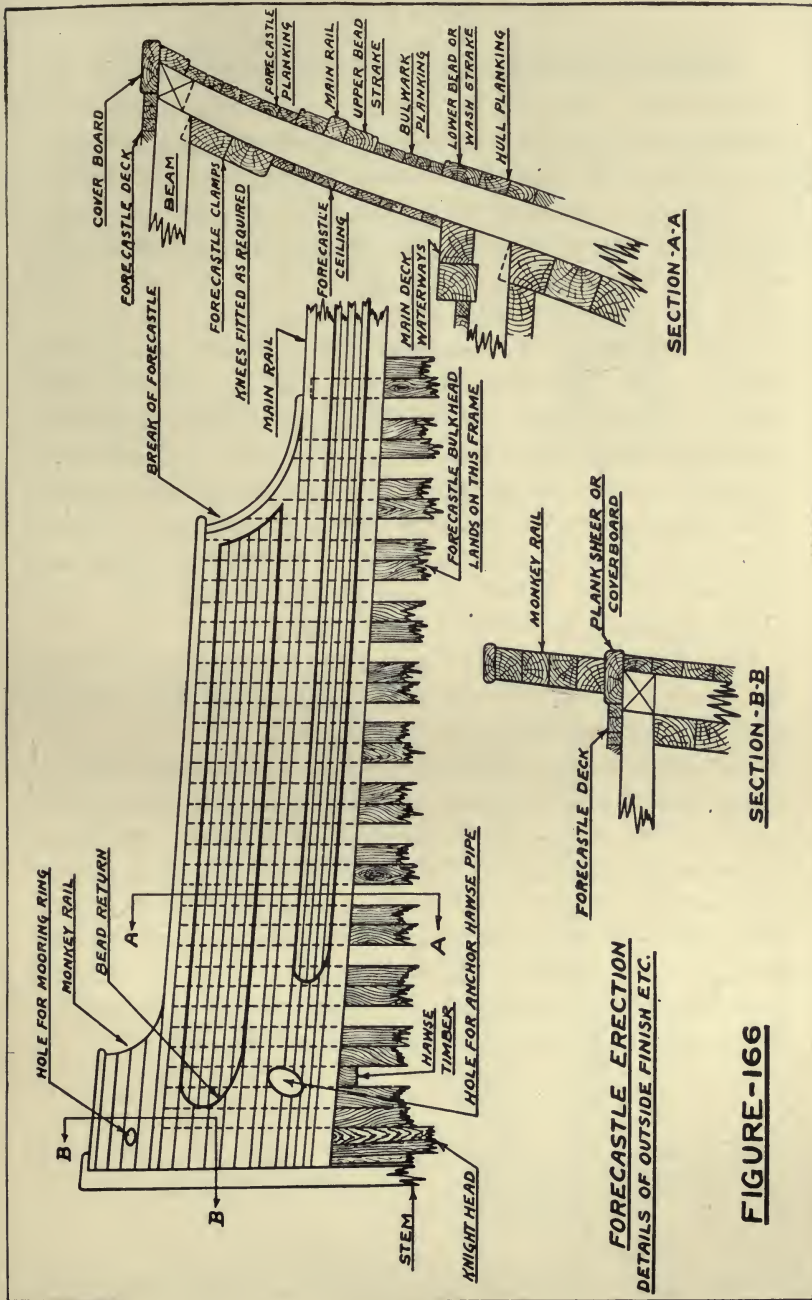 HOLE FOR MOORING RING
MONKEY RAIL
BEAD RETURN
B
B
A
A
STEM
KNIGHT HEAD
HAWSE
TIMBER
HOLE FOR ANCHOR HAWSE PIPE
BREAK OF FORECASTLE
MAIN RAIL
FORECASTLE BULKHEAD
LANDS ON THIS FRAME
COVER BOARD
FORECASTLE DECK
BEAM
FORECASTLE CLAMPS
KNEES FITTED AS REQUIRED
FORECASTLE
CEILING
MAIN DECK
WATERWAYS
FORECASTLE
PLANKING
MAIN RAIL
UPPER BEAD
STRAKE
BULWARK
PLANKING
LOWER BEAD OR
WASH STRAKE
HULL PLANKING
SECTION-A-A
MONKEY RAIL
PLANK SHEER OR
COVERBOARD
FORECASTLE DECK
SECTION-B-B
FORECASTLE ERECTION
DETAILS OF OUTSIDE FINISH ETC.
FIGURE-166